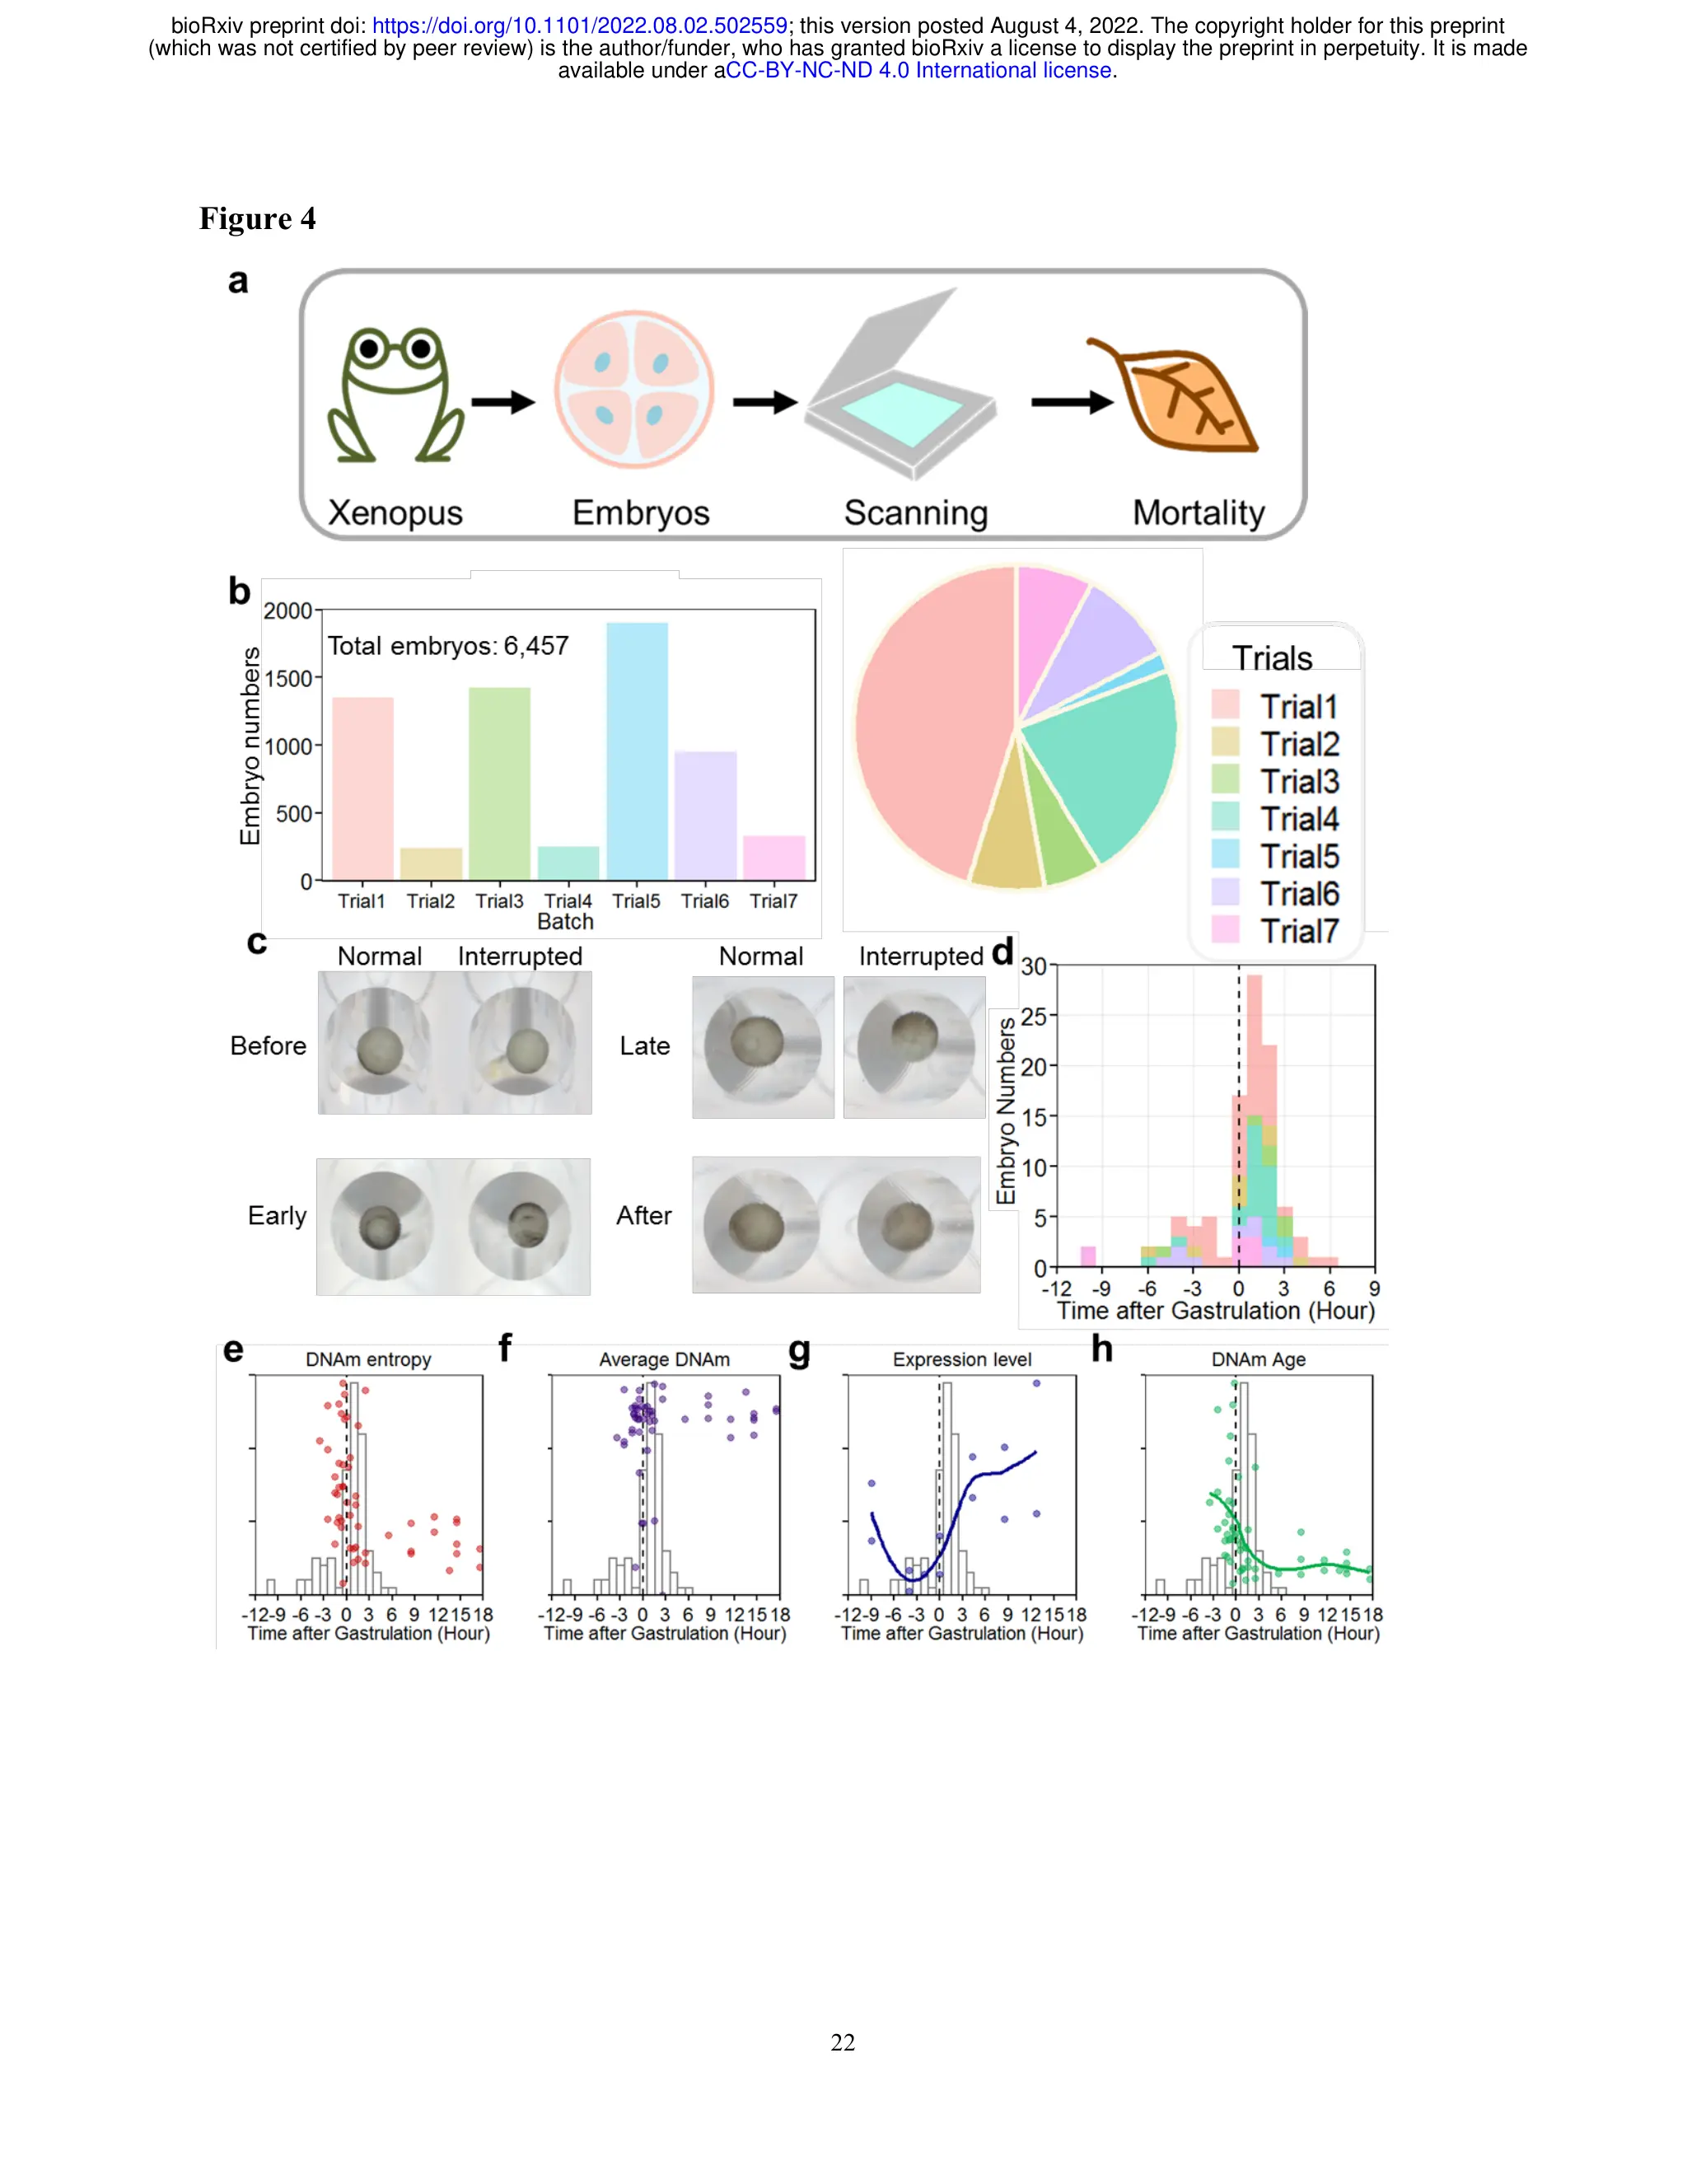 bioRxiv preprint doi: https://doi.org/10.1101/2022.08.02.502559; this version posted August 4, 2022. The copyright holder for this preprint
(which was not certified by peer review) is the author/funder, who has granted bioRxiv a license to display the preprint in perpetuity. It is made
available under aCC-BY-NC-ND 4.0 International license.
Figure 4
a
Xenopus Embryos Scanning Mortality
b
Embryo numbers
2000
1500
1000
500
0
Total embryos: 6,457
Trial1 Trial2 Trial3 Trial4 Trial5 Trial6 Trial7
Batch
Trials
Trial1
Trial2
Trial3
Trial4
Trial5
Trial6
Trial7
c
Normal Interrupted Normal Interrupted
Before Late
Early After
d
Embryo Numbers
30
25
20
15
10
5
0
-12 -9 -6 -3 0 3 6 9
Time after Gastrulation (Hour)
e
DNAm entropy
-12 -9 -6 -3 0 3 6 9 12 15 18
Time after Gastrulation (Hour)
f
Average DNAm
-12 -9 -6 -3 0 3 6 9 12 15 18
Time after Gastrulation (Hour)
g
Expression level
-12 -9 -6 -3 0 3 6 9 12 15 18
Time after Gastrulation (Hour)
h
DNAm Age
-12 -9 -6 -3 0 3 6 9 12 15 18
Time after Gastrulation (Hour)
22